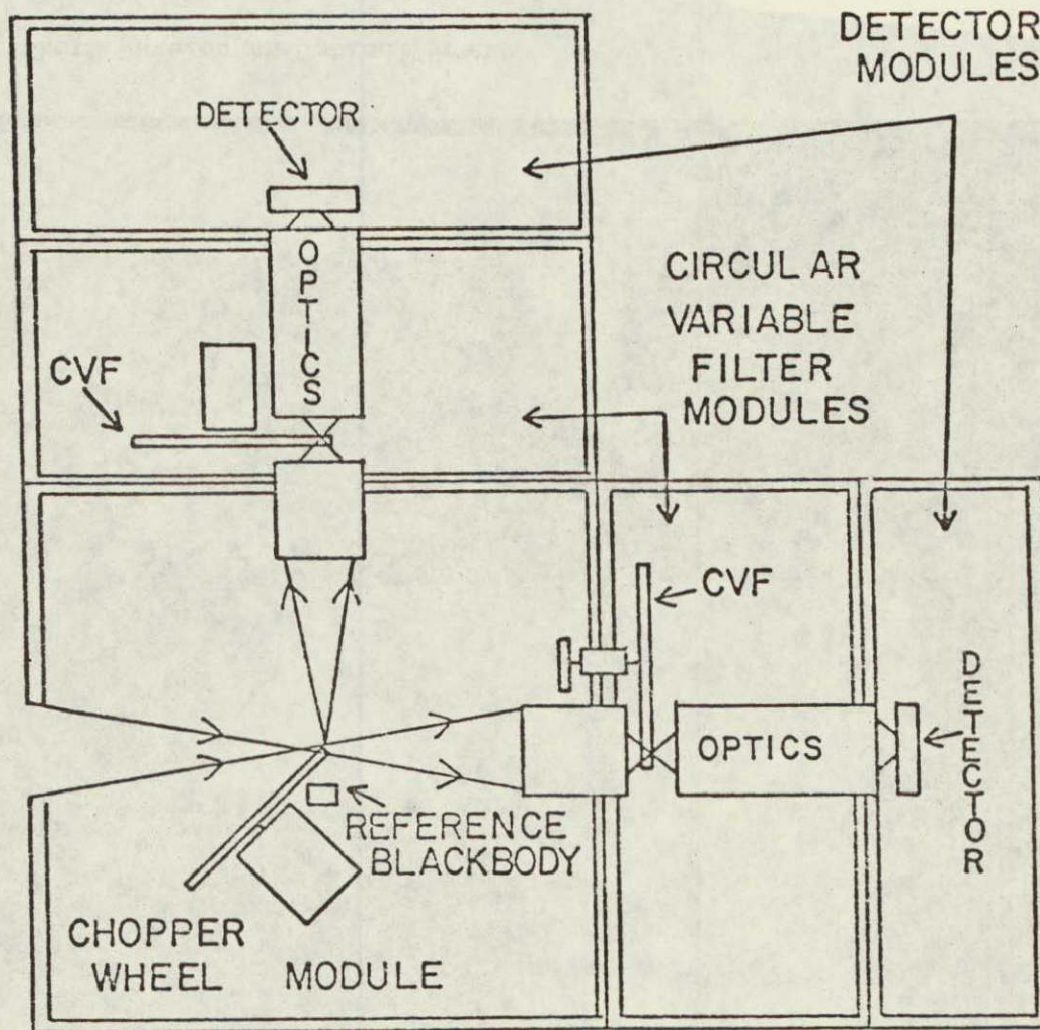 DETECTOR
MODULES
DETECTOR
OPTICS
CIRCULAR
VARIABLE
FILTER
MODULES
CVF
CVF
OPTICS
DETECTOR
REFERENCE
BLACKBODY
CHOPPER
WHEEL MODULE